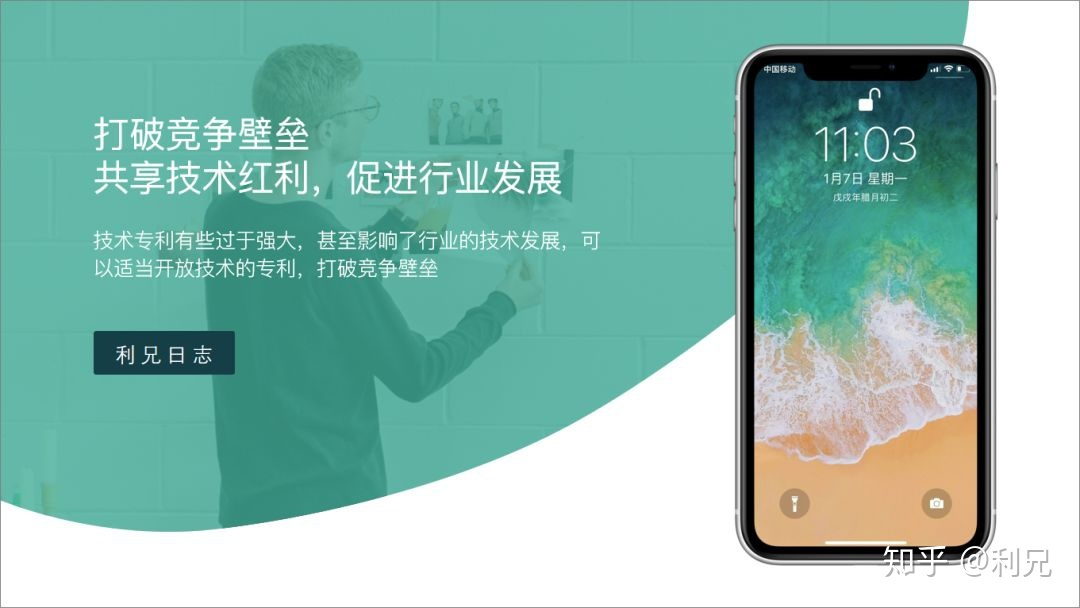 打破竞争壁垒
共享技术红利，促进行业发展
技术专利有些过于强大，甚至影响了行业的技术发展，可
以适当开放技术的专利，打破竞争壁垒
利兄日志
中国移动
11:03
1月7日 星期一
戊戌年腊月初二
知乎 @利兄